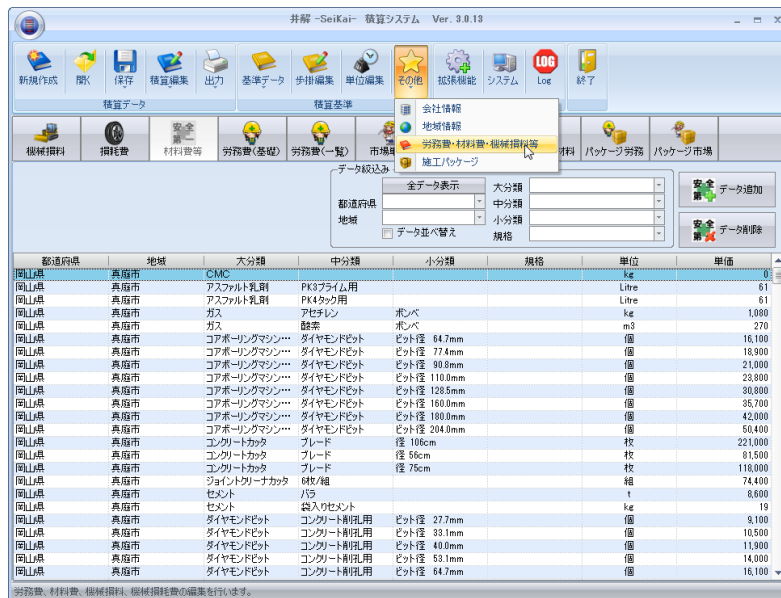 井解 -SeiKai- 積算システム Ver. 3.0.13
新規作成 開く 保存 積算編集 出力 基準データ 歩掛編集 単位編集 その他 拡張機能 システム Log 終了
LOG
積算データ 積算基準
会社情報
地域情報
労務費・材料費・機械損料等
施工パッケージ
機械損料 損耗費 材料費等 労務費(基礎) 労務費(一覧) 市場単 材料 パッケージ労務 パッケージ市場
安全第一
データ絞込み
全データ表示
都道府県
地域
データ並べ替え
大分類
中分類
小分類
規格
安全第 データ追加
安全第 データ削除
都道府県 地域 大分類 中分類 小分類 規格 単位 単価
岡山県 真庭市 CMC kg 0
岡山県 真庭市 アスファルト乳剤 PK3プライム用 Litre 61
岡山県 真庭市 アスファルト乳剤 PK4タック用 Litre 61
岡山県 真庭市 ガス アセチレン ボンベ kg 1,080
岡山県 真庭市 ガス 酸素 ボンベ m3 270
岡山県 真庭市 コアボーリングマシン… ダイヤモンドビット ビット径 64.7mm 個 16,100
岡山県 真庭市 コアボーリングマシン… ダイヤモンドビット ビット径 77.4mm 個 18,900
岡山県 真庭市 コアボーリングマシン… ダイヤモンドビット ビット径 90.8mm 個 21,000
岡山県 真庭市 コアボーリングマシン… ダイヤモンドビット ビット径 110.0mm 個 23,800
岡山県 真庭市 コアボーリングマシン… ダイヤモンドビット ビット径 128.5mm 個 30,800
岡山県 真庭市 コアボーリングマシン… ダイヤモンドビット ビット径 160.0mm 個 35,700
岡山県 真庭市 コアボーリングマシン… ダイヤモンドビット ビット径 180.0mm 個 42,000
岡山県 真庭市 コアボーリングマシン… ダイヤモンドビット ビット径 204.0mm 個 50,400
岡山県 真庭市 コンクリートカッタ ブレード 径 106cm 枚 221,000
岡山県 真庭市 コンクリートカッタ ブレード 径 56cm 枚 81,500
岡山県 真庭市 コンクリートカッタ ブレード 径 75cm 枚 118,000
岡山県 真庭市 ジョイントクリーナカッタ 6枚/組 組 74,400
岡山県 真庭市 セメント バラ t 8,600
岡山県 真庭市 セメント 袋入りセメント kg 19
岡山県 真庭市 ダイヤモンドビット コンクリート削孔用 ビット径 27.7mm 個 9,100
岡山県 真庭市 ダイヤモンドビット コンクリート削孔用 ビット径 33.1mm 個 10,500
岡山県 真庭市 ダイヤモンドビット コンクリート削孔用 ビット径 40.0mm 個 11,900
岡山県 真庭市 ダイヤモンドビット コンクリート削孔用 ビット径 53.1mm 個 14,000
岡山県 真庭市 ダイヤモンドビット コンクリート削孔用 ビット径 64.7mm 個 16,100
労務費、材料費、機械損料、機械損耗費の編集を行います。